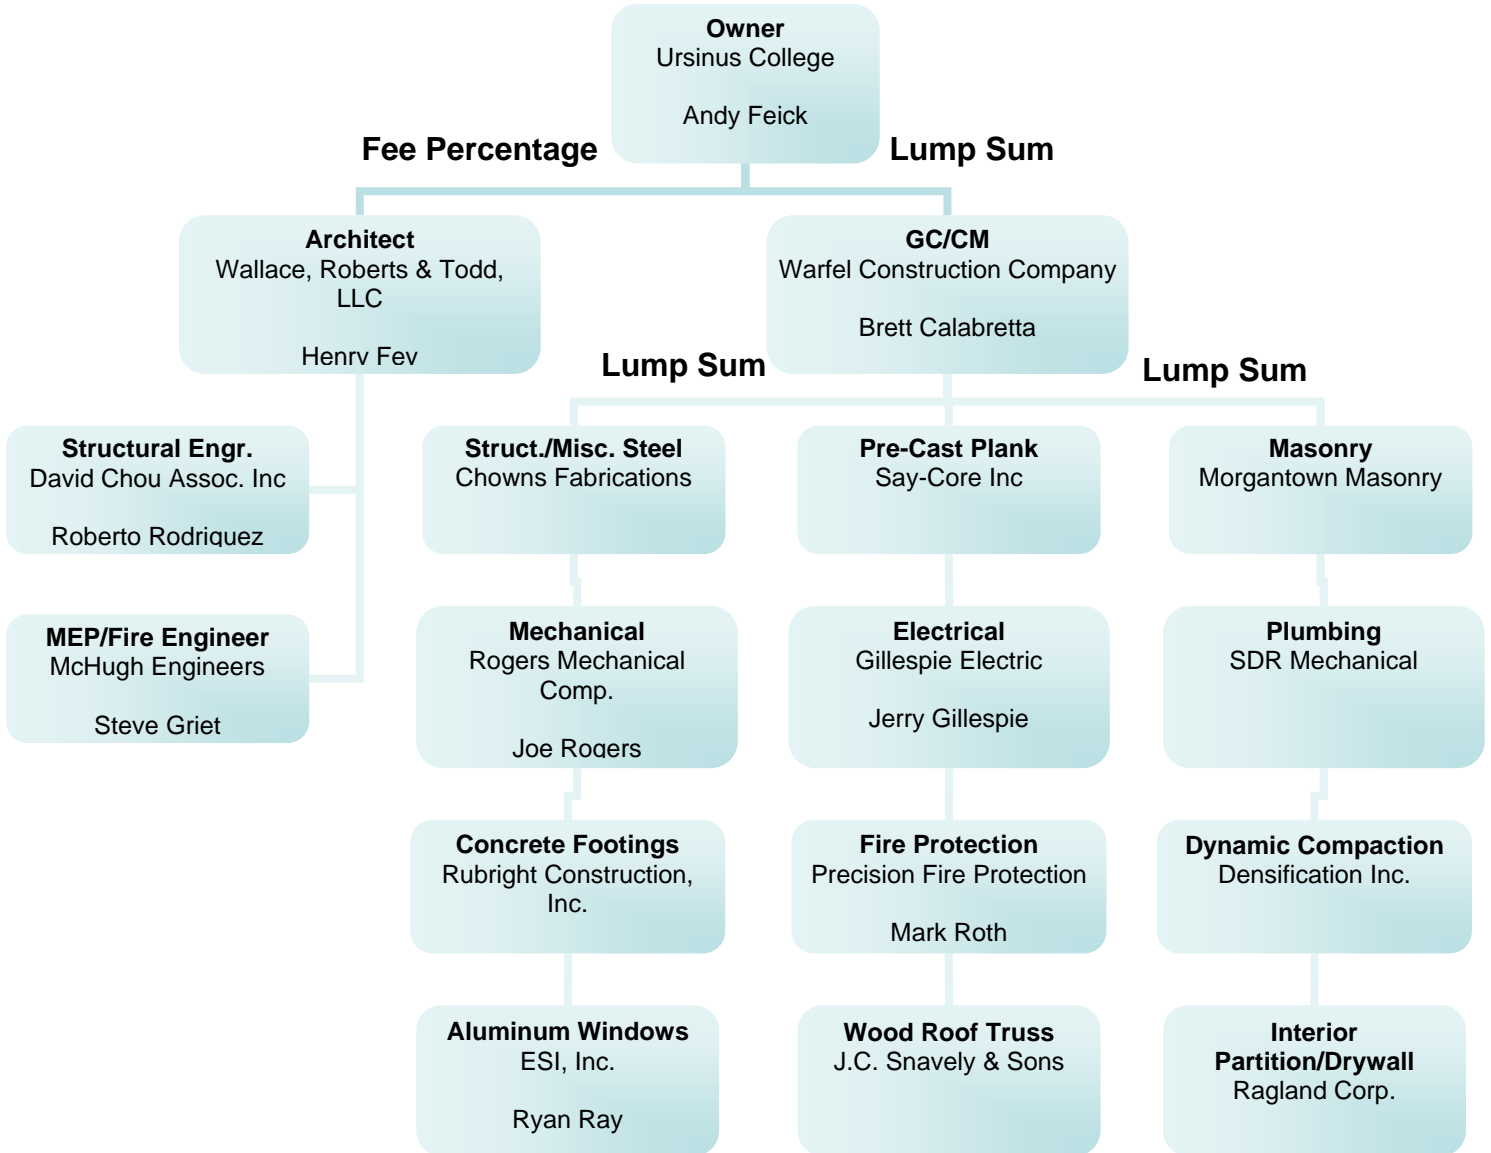 Owner
Ursinus College
Andy Feick
Fee Percentage
Lump Sum
Architect
Wallace, Roberts & Todd,
LLC
Henry Fey
GC/CM
Warfel Construction Company
Brett Calabretta
Lump Sum
Lump Sum
Structural Engr.
David Chou Assoc. Inc
Roberto Rodriquez
Struct./Misc. Steel
Chowns Fabrications
Pre-Cast Plank
Say-Core Inc
Masonry
Morgantown Masonry
MEP/Fire Engineer
McHugh Engineers
Steve Griet
Mechanical
Rogers Mechanical
Comp.
Joe Rogers
Electrical
Gillespie Electric
Jerry Gillespie
Plumbing
SDR Mechanical
Concrete Footings
Rubright Construction,
Inc.
Fire Protection
Precision Fire Protection
Mark Roth
Dynamic Compaction
Densification Inc.
Aluminum Windows
ESI, Inc.
Ryan Ray
Wood Roof Truss
J.C. Snavely & Sons
Interior
Partition/Drywall
Ragland Corp.